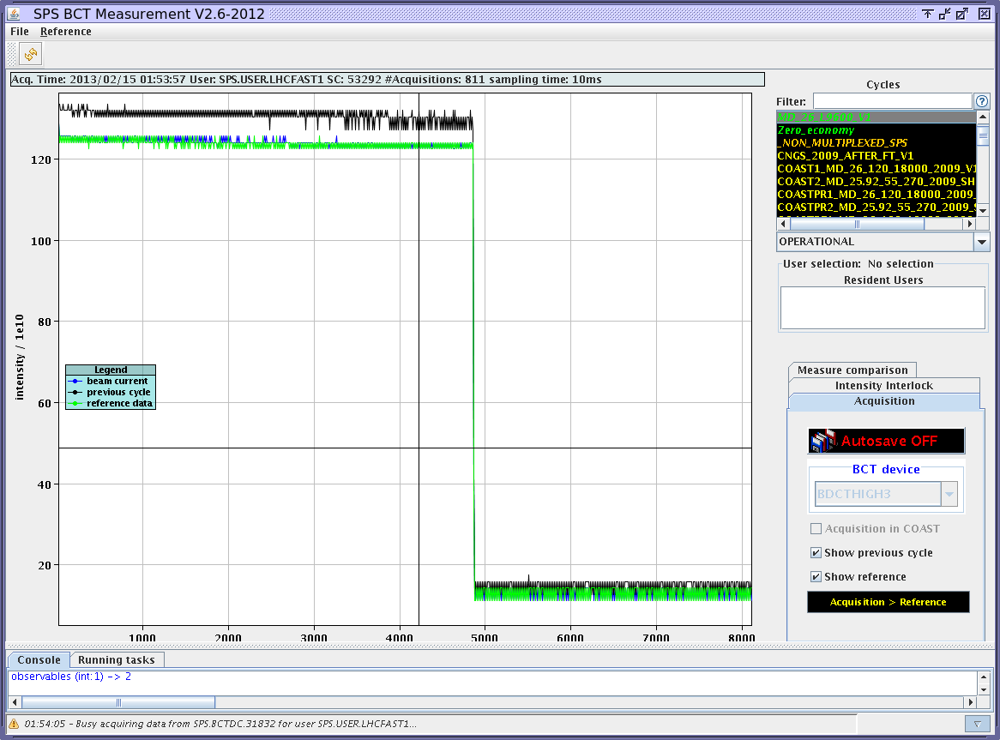 SPS BCT Measurement V2.6-2012
File Reference
Acq. Time: 2013/02/15 01:53:57 User: SPS.USER.LHCFAST1 SC: 53292 #Acquisitions: 811 sampling time: 10ms
intensity / 1e10
120
100
80
60
40
20
1000 2000 3000 4000 5000 6000 7000 8000
Legend
beam current
previous cycle
reference data
Cycles
Filter:
?
MD_26_L9600_V1
Zero_economy
_NON_MULTIPLEXED_SPS
CNGS_2009_AFTER_FT_V1
COAST1_MD_26_120_18000_2009_V1
COAST2_MD_25.92_55_270_2009_SH
COASTPR1_MD_26_120_18000_2009_
COASTPR2_MD_25.92_55_270_2009_
OPERATIONAL
User selection: No selection
Resident Users
Measure comparison
Intensity Interlock
Acquisition
Autosave OFF
BCT device
BDCTHIGH3
Acquisition in COAST
Show previous cycle
Show reference
Acquisition > Reference
Console Running tasks
observables (int:1) -> 2
01:54:05 - Busy acquiring data from SPS.BCTDC.31832 for user SPS.USER.LHCFAST1...